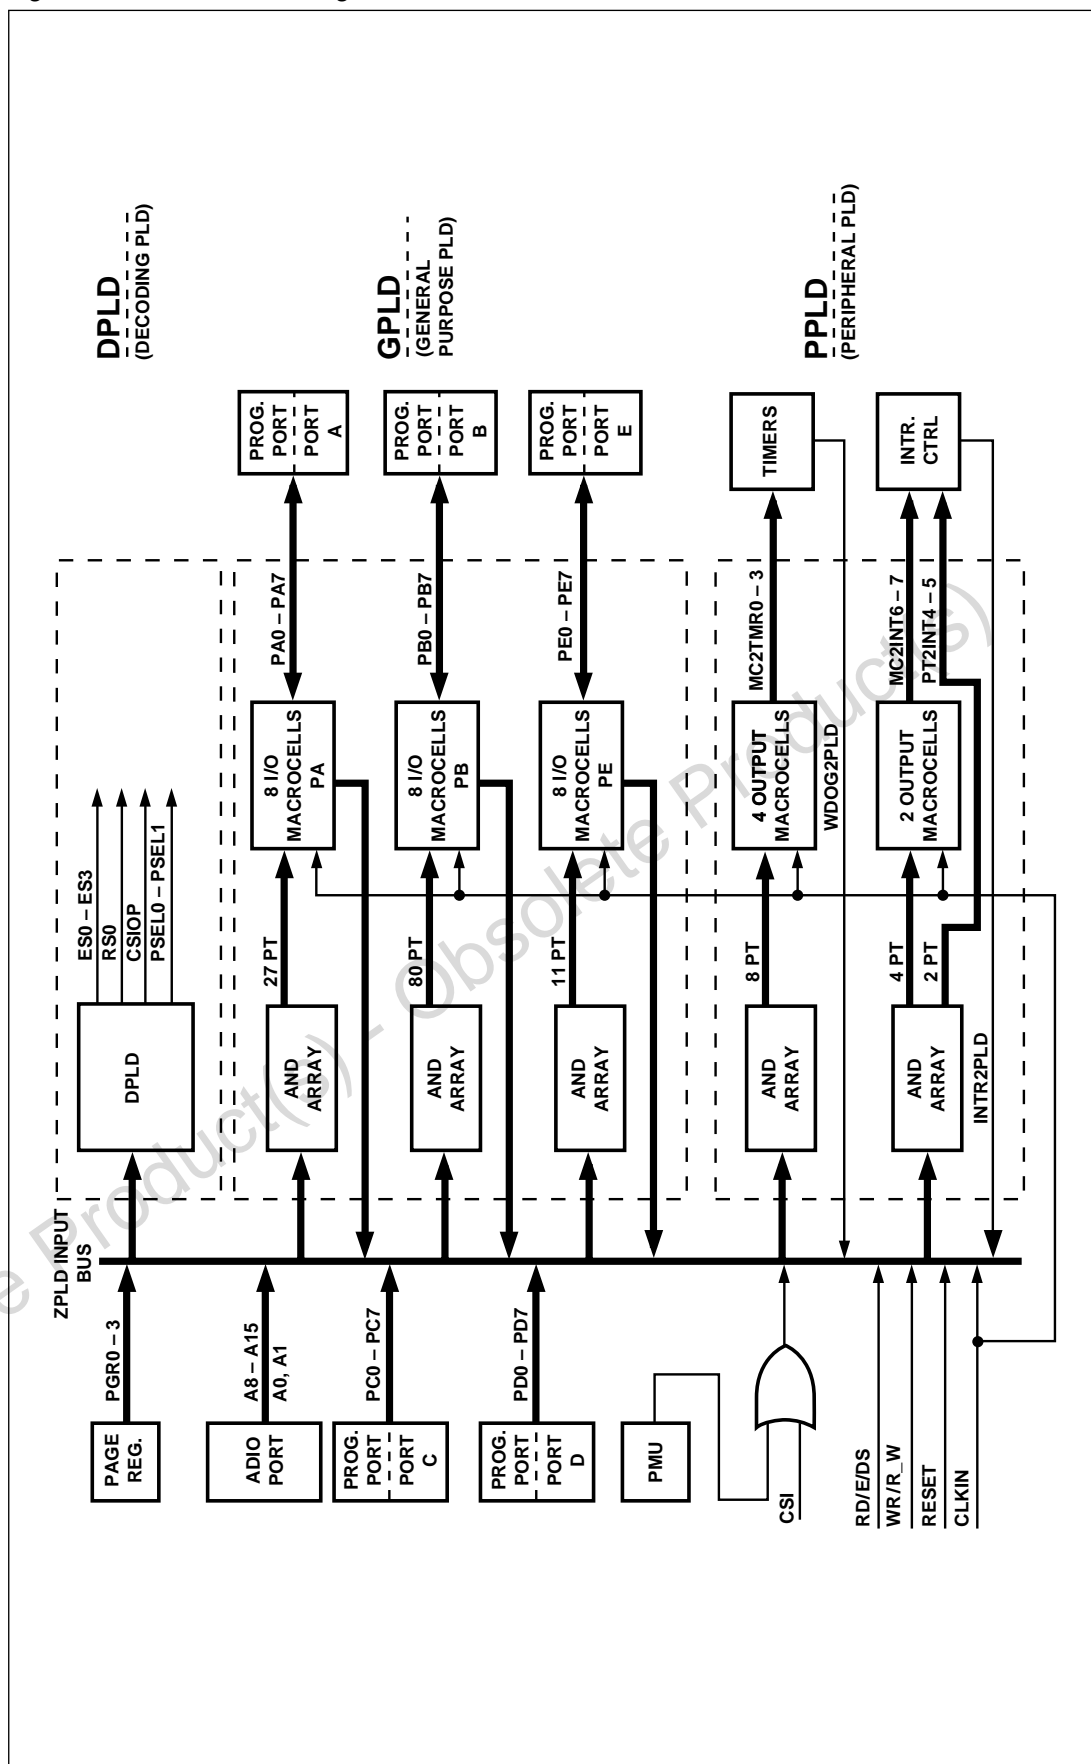 DPLD
(DECODING PLD)
GPLD
(GENERAL
PURPOSE PLD)
PPLD
(PERIPHERAL PLD)
PROG.
PORT
PORT
A
PROG.
PORT
PORT
B
PROG.
PORT
PORT
E
TIMERS
INTR.
CTRL
PA0 – PA7
PB0 – PB7
PE0 – PE7
MC2TMR0 – 3
MC2INT6 – 7
PT2INT4 – 5
ES0 – ES3
RS0
CSIOP
PSEL0 – PSEL1
8 I/O
MACROCELLS
PA
8 I/O
MACROCELLS
PB
8 I/O
MACROCELLS
PE
4 OUTPUT
MACROCELLS
WDOG2PLD
2 OUTPUT
MACROCELLS
27 PT
80 PT
11 PT
8 PT
4 PT
2 PT
DPLD
AND
ARRAY
AND
ARRAY
AND
ARRAY
AND
ARRAY
AND
ARRAY
INTR2PLD
ZPLD INPUT
BUS
PGR0 – 3
A8 – A15
A0, A1
PC0 – PC7
PD0 – PD7
PAGE
REG.
ADIO
PORT
PROG.
PORT
PORT
C
PROG.
PORT
PORT
D
PMU
CSI
RD/E/DS
WR/R_W
RESET
CLKIN
Product(s) - Obsolete Product(s)